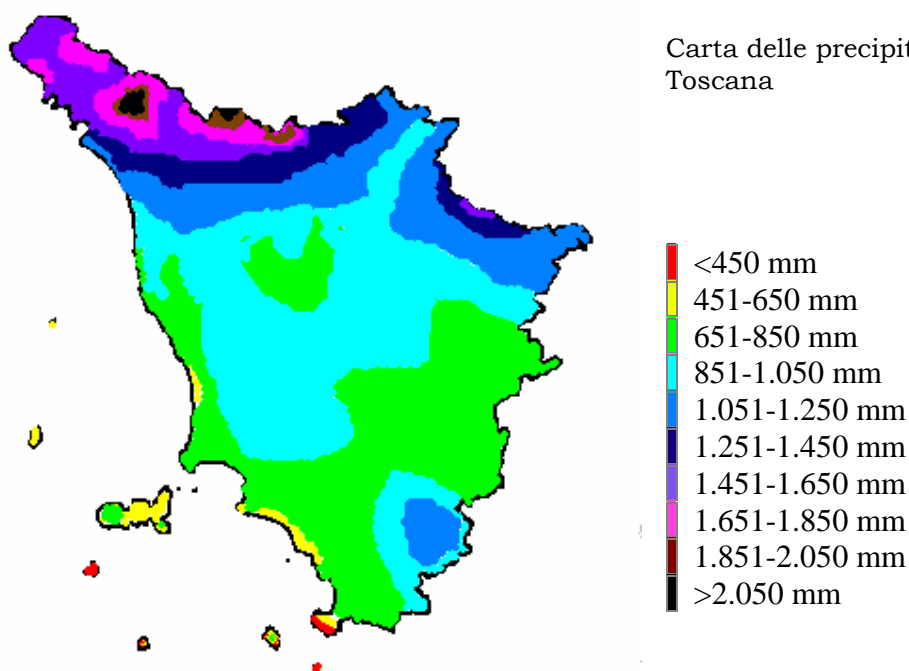 Carta delle precipit
Toscana
<450 mm
451-650 mm
651-850 mm
851-1.050 mm
1.051-1.250 mm
1.251-1.450 mm
1.451-1.650 mm
1.651-1.850 mm
1.851-2.050 mm
>2.050 mm